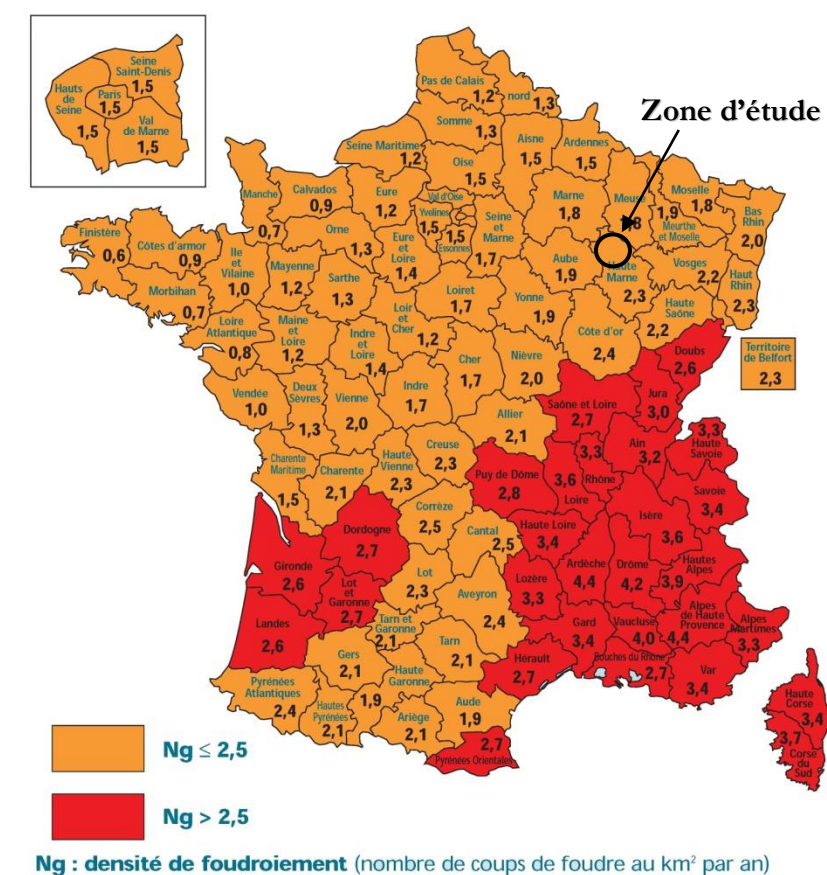 Seine
Saint-Denis
1,5
Hauts
de
Seine
1,5
Paris
1,5
Val
de Marne
1,5
Zone d'étude
Pas de Calais
1,2
nord
1,3
Somme
1,3
Seine Maritime
1,2
Oise
1,5
Aisne
1,5
Ardennes
1,5
Manche
0,7
Calvados
0,9
Eure
1,2
Val d'Oise
Yvelines
1,5
1,5
Essonnes
Seine
et
Marne
1,7
Marne
1,8
Meuse
Moselle
1,8
1,9
Meurthe
et Moselle
Bas
Rhin
2,0
Finistère
0,6
Côtes d'armor
0,9
Morbihan
0,7
Ile
et
Vilaine
1,0
Orne
1,3
Mayenne
1,2
Sarthe
1,3
Eure
et
Loire
1,4
Aube
1,9
Haute
Marne
2,3
Vosges
2,2
Haut
Rhin
2,3
Loire
Atlantique
0,8
Maine
et
Loire
1,2
Indre
et
Loire
1,4
Loir
et
Cher
1,2
Loiret
1,7
Yonne
1,9
Côte d'or
2,4
Haute
Saône
2,2
Territoire
de Belfort
2,3
Doubs
2,6
Vendée
1,0
Deux
Sèvres
1,3
Vienne
2,0
Indre
1,7
Cher
1,7
Nièvre
2,0
Saône et Loire
2,7
Jura
3,0
Allier
2,1
Charente
Maritime
1,5
Charente
2,1
Haute
Vienne
2,3
Creuse
2,3
Puy de Dôme
2,8
3,6
Loire
3,3
Rhône
Ain
3,2
3,3
Haute
Savoie
Savoie
3,4
Isère
3,6
Dordogne
2,7
Corrèze
2,5
Cantal
2,5
Haute Loire
3,4
Ardèche
4,4
Drôme
4,2
Hautes
Alpes
3,9
Gironde
2,6
Lot
et
Garonne
2,7
Lot
2,3
Aveyron
2,4
Lozère
3,3
Gard
3,4
Vaucluse
4,0
Alpes
de Haute
Provence
4,4
Alpes
Martimes
3,3
Landes
2,6
Tarn et
Garonne
2,1
Tarn
2,1
Gers
2,1
Haute
Garonne
1,9
Hérault
2,7
Bouches du Rhône
2,7
Var
3,4
Pyrénées
Atlantiques
2,4
Hautes
Pyrénées
2,1
Ariège
2,1
Aude
1,9
2,7
Pyrénées Orientales
Haute
Corse
3,4
3,7
Corse
du
Sud
Ng ≤ 2,5
Ng > 2,5
Ng : densité de foudroiement (nombre de coups de foudre au km² par an)